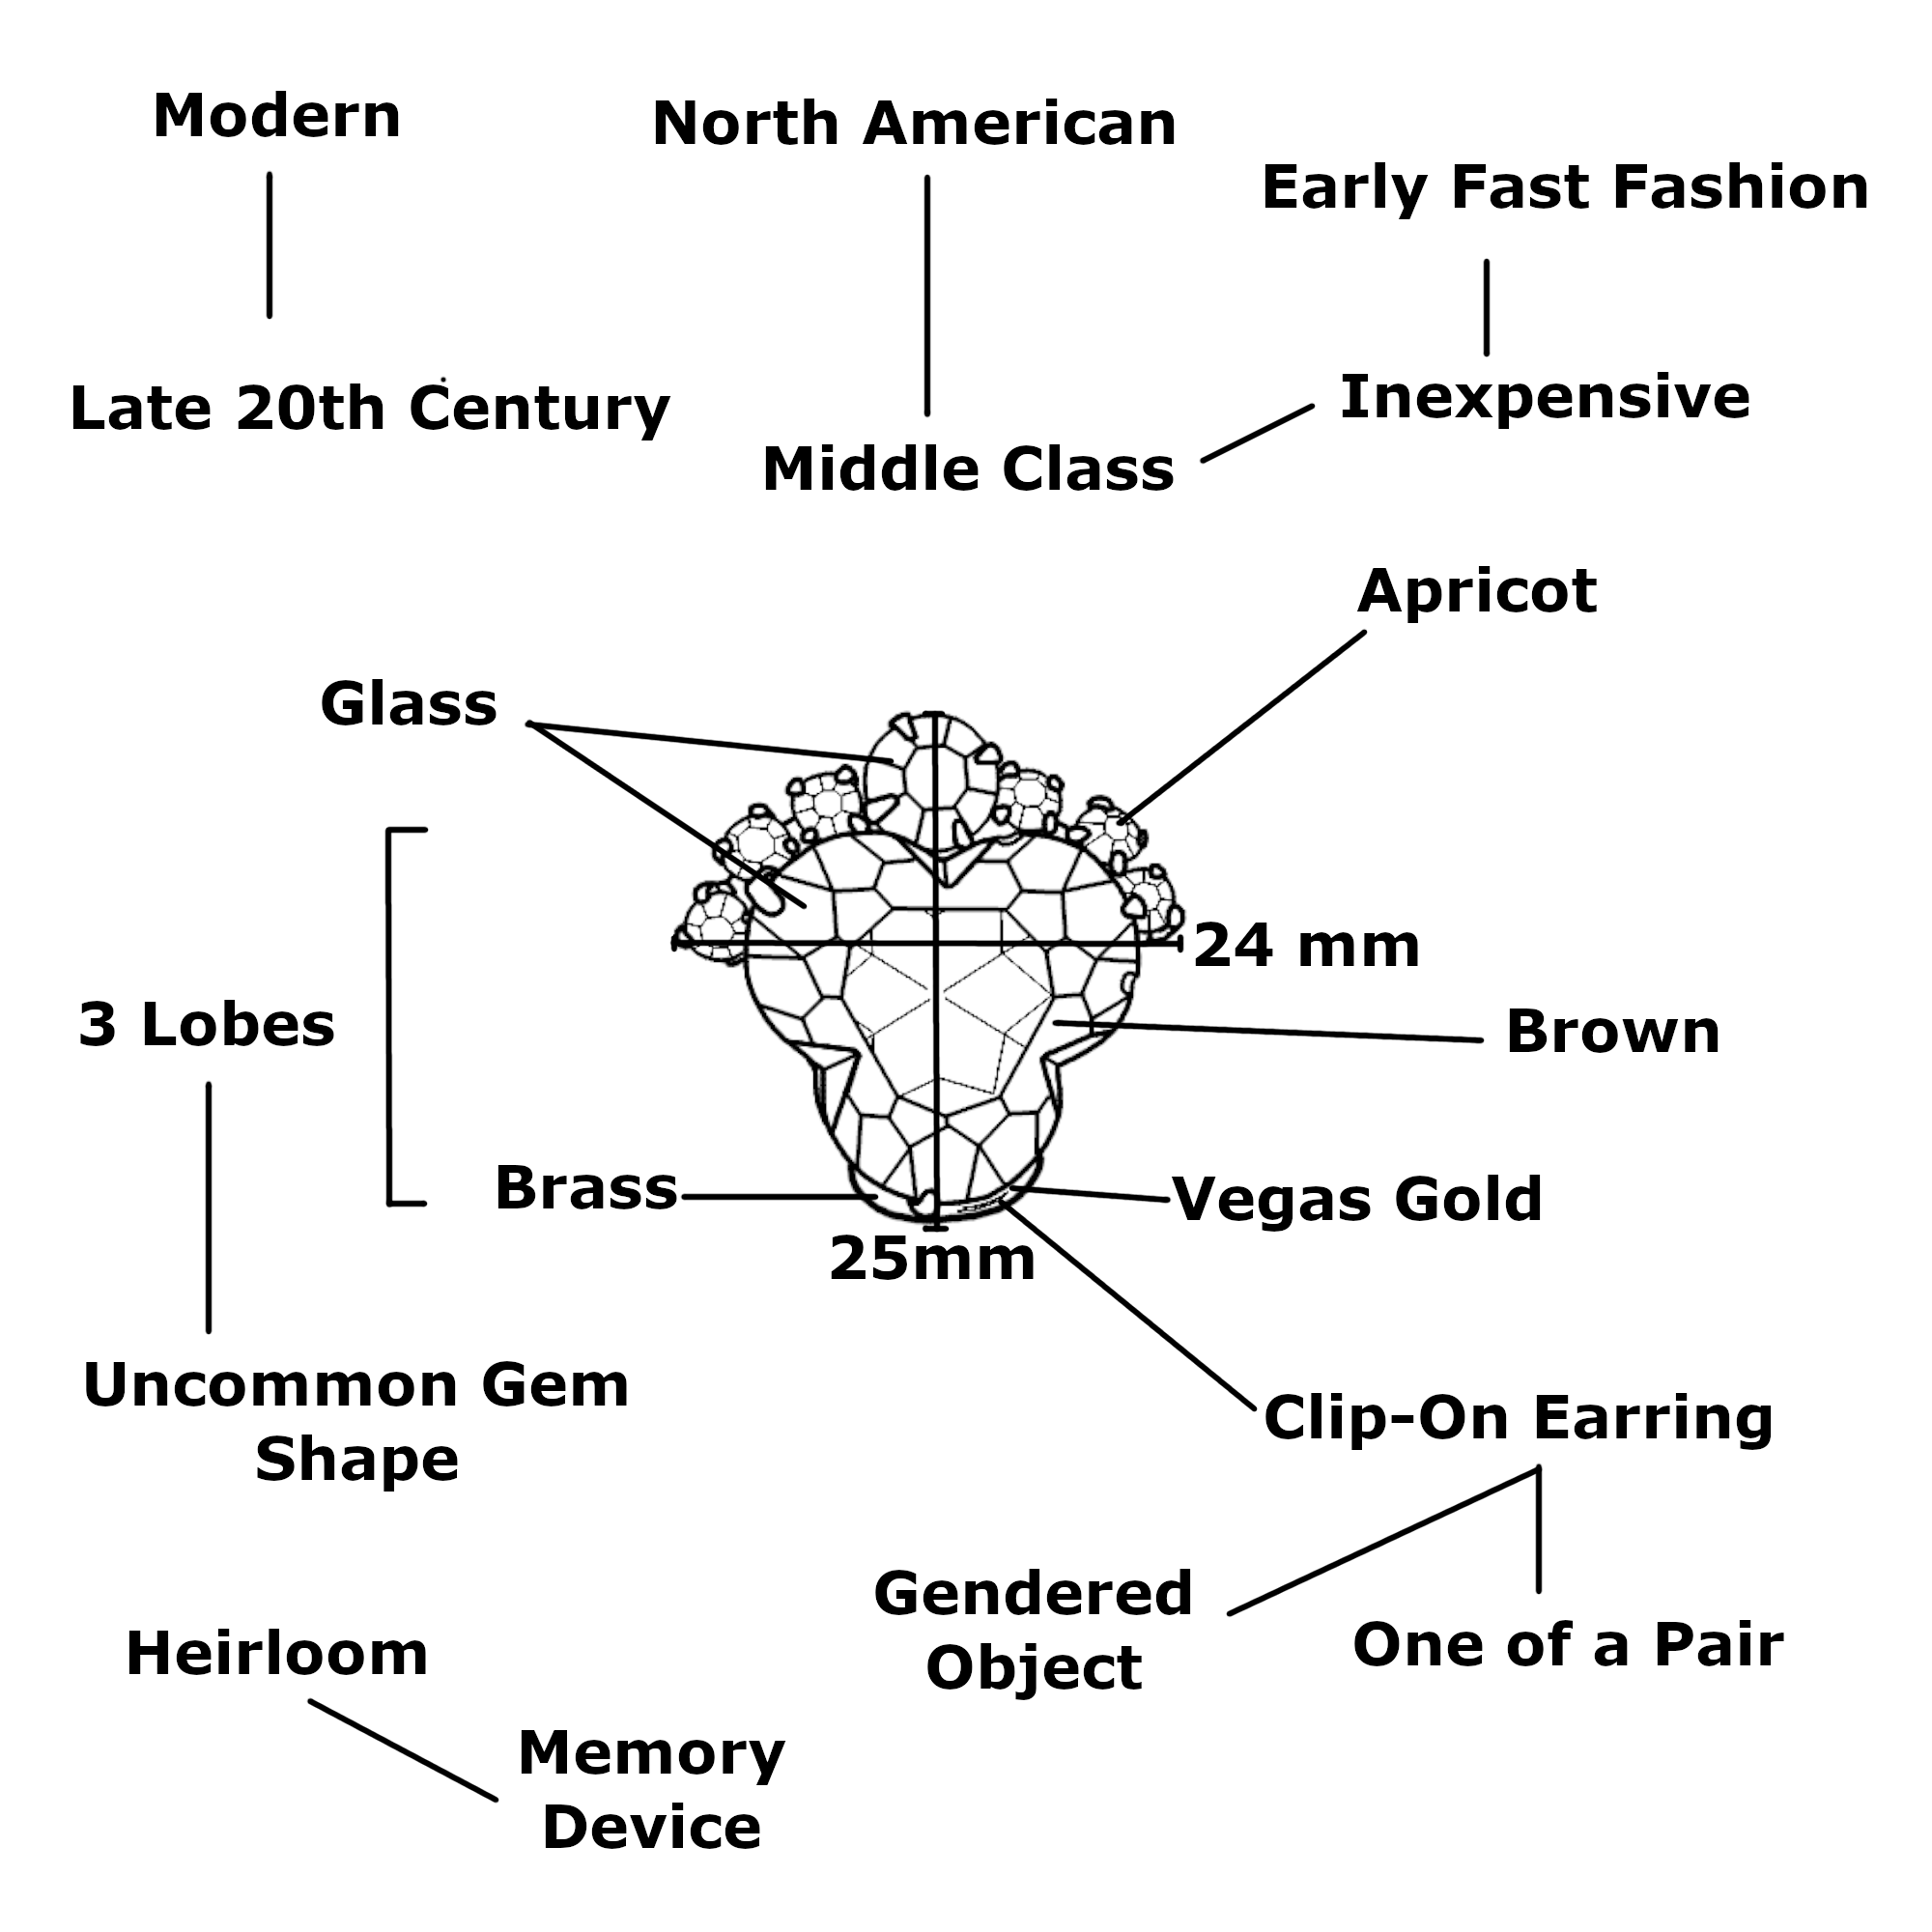 Modern
North American
Early Fast Fashion
Late 20th Century
Inexpensive
Middle Class
Apricot
Glass
24 mm
3 Lobes
Brown
Brass
Vegas Gold
25mm
Uncommon Gem
Shape
Clip-On Earring
Gendered
Object
One of a Pair
Heirloom
Memory
Device